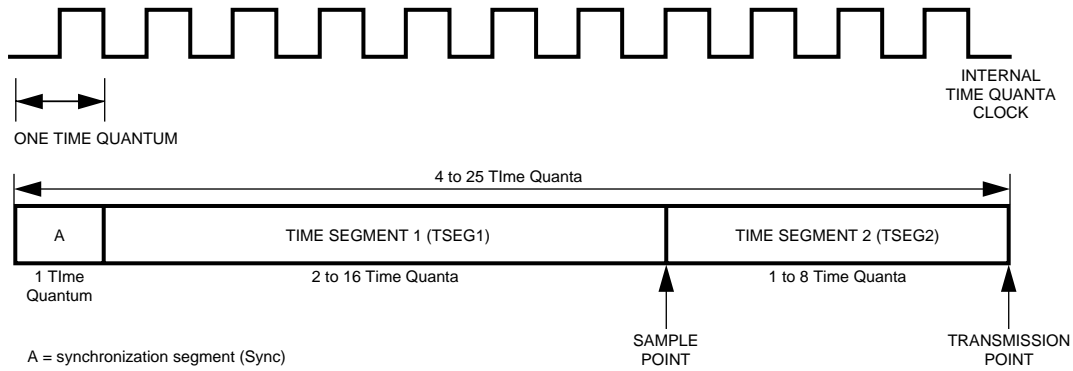 INTERNAL
TIME QUANTA
CLOCK
ONE TIME QUANTUM
4 to 25 TIme Quanta
A
TIME SEGMENT 1 (TSEG1)
TIME SEGMENT 2 (TSEG2)
1 TIme
Quantum
2 to 16 Time Quanta
1 to 8 Time Quanta
A = synchronization segment (Sync)
SAMPLE
POINT
TRANSMISSION
POINT